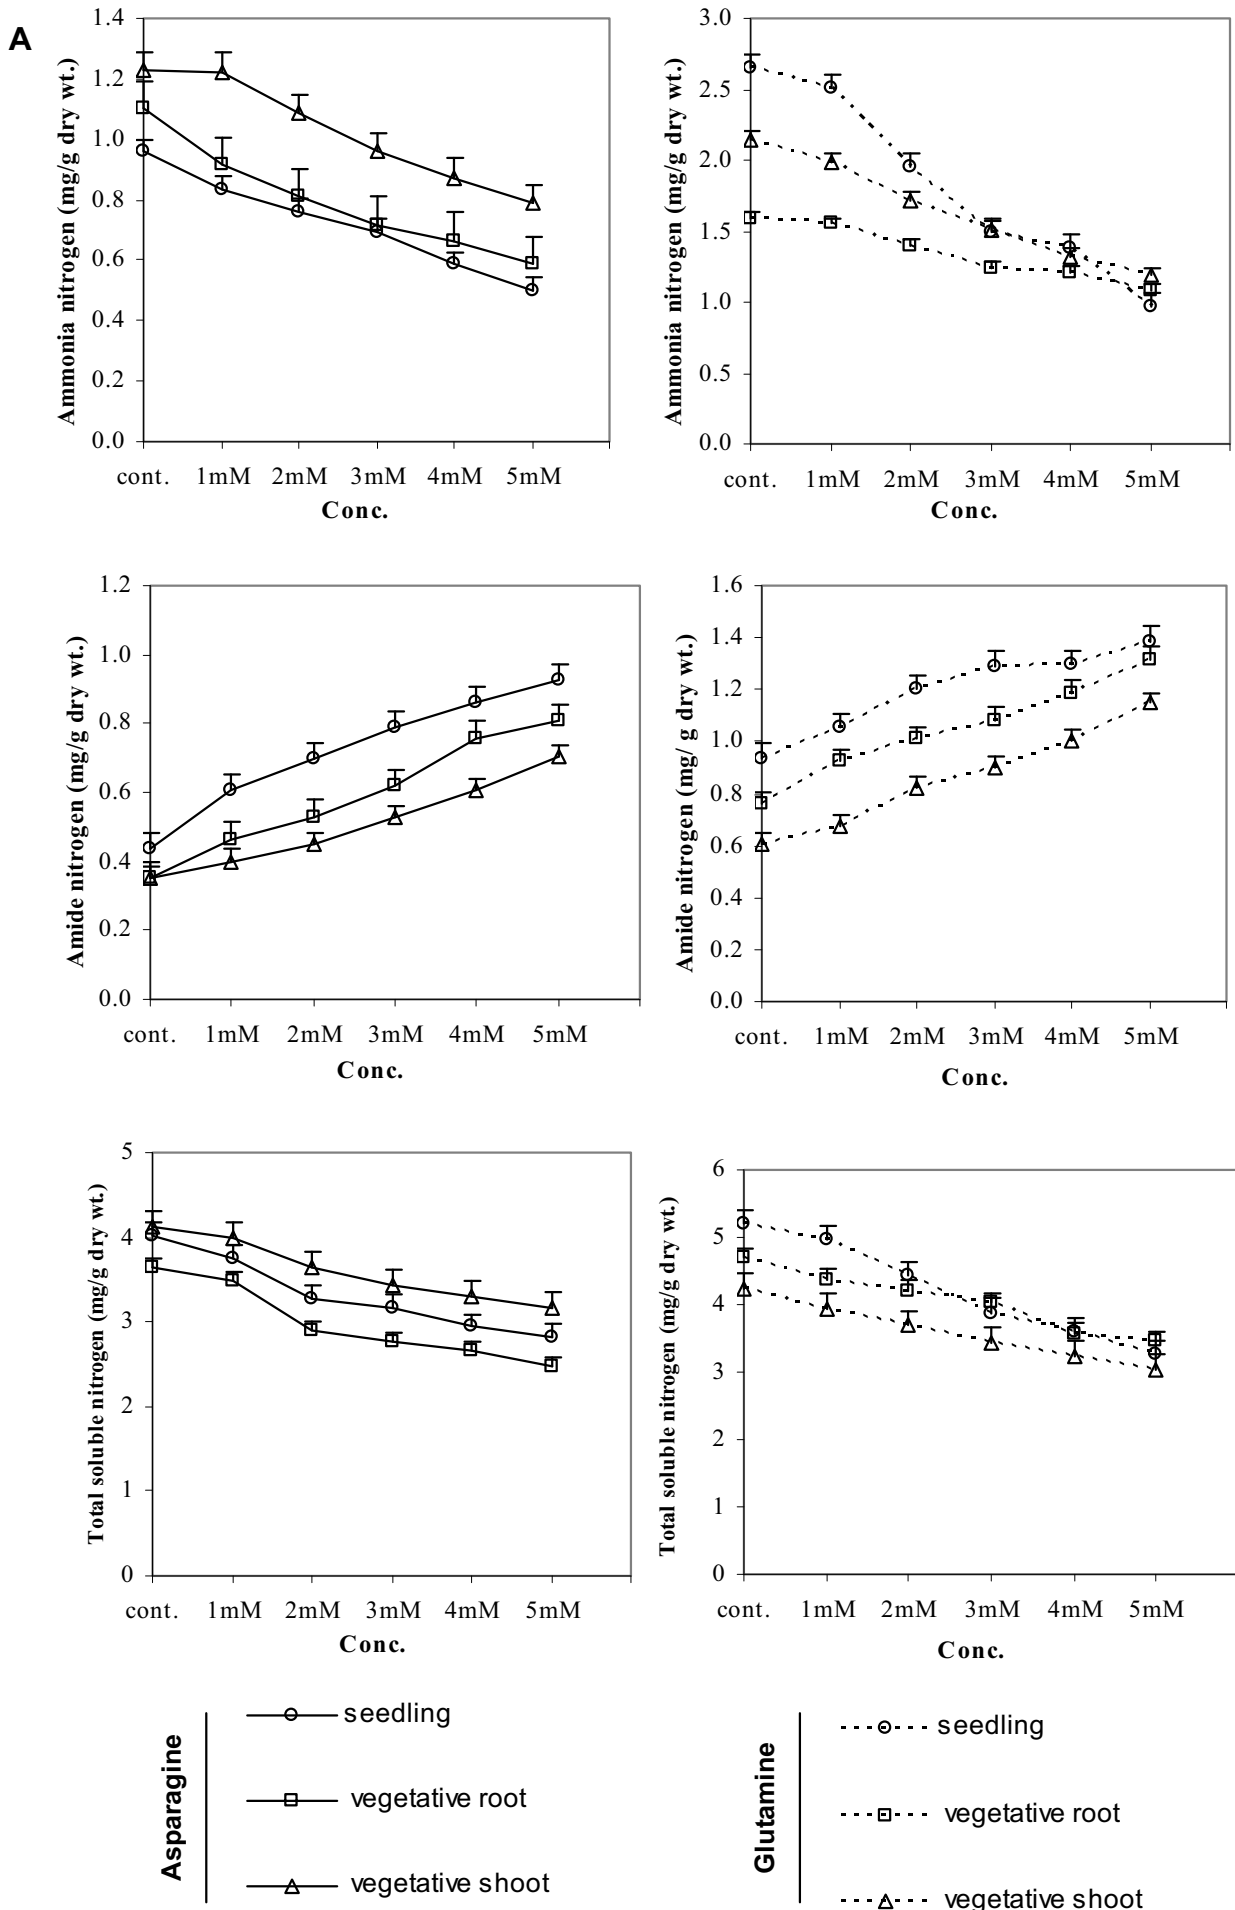 A
Ammonia nitrogen (mg/g dry wt.)
1.4
1.2
1.0
0.8
0.6
0.4
0.2
0.0
cont. 1mM 2mM 3mM 4mM 5mM
Conc.
Ammonia nitrogen (mg/g dry wt.)
3.0
2.5
2.0
1.5
1.0
0.5
0.0
cont. 1mM 2mM 3mM 4mM 5mM
Conc.
Amide nitrogen (mg/g dry wt.)
1.2
1.0
0.8
0.6
0.4
0.2
0.0
cont. 1mM 2mM 3mM 4mM 5mM
Conc.
Amide nitrogen (mg/ g dry wt.)
1.6
1.4
1.2
1.0
0.8
0.6
0.4
0.2
0.0
cont. 1mM 2mM 3mM 4mM 5mM
Conc.
Total soluble nitrogen (mg/g dry wt.)
5
4
3
2
1
0
cont. 1mM 2mM 3mM 4mM 5mM
Conc.
Total soluble nitrogen (mg/g dry wt.)
6
5
4
3
2
1
0
cont. 1mM 2mM 3mM 4mM 5mM
Conc.
Asparagine
seedling
vegetative root
vegetative shoot
Glutamine
seedling
vegetative root
vegetative shoot